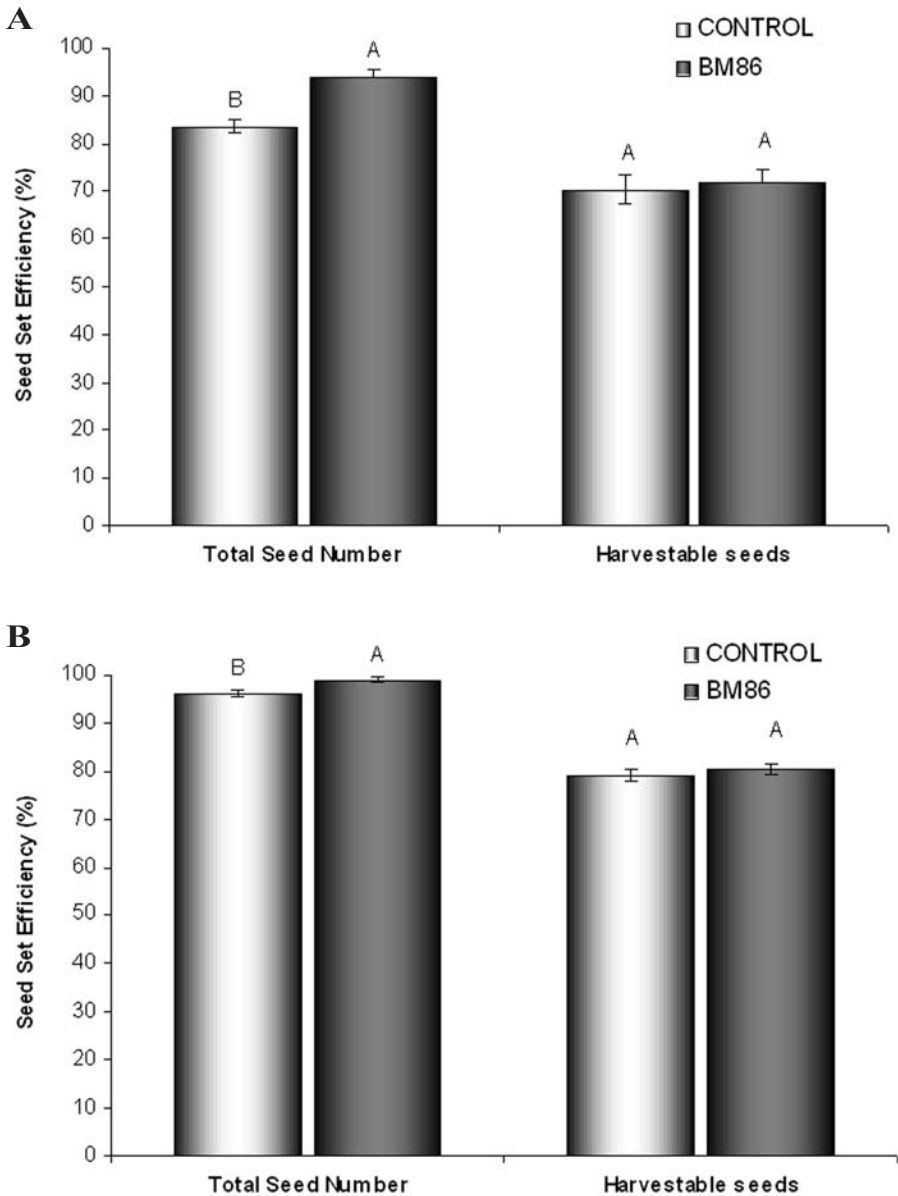 A
CONTROL
BM86
Seed Set Efficiency (%)
100
90
80
70
60
50
40
30
20
10
0
B
A
A
A
Total Seed Number
Harvestable seeds
B
CONTROL
BM86
Seed Set Efficiency (%)
100
90
80
70
60
50
40
30
20
10
0
B
A
A
A
Total Seed Number
Harvestable seeds